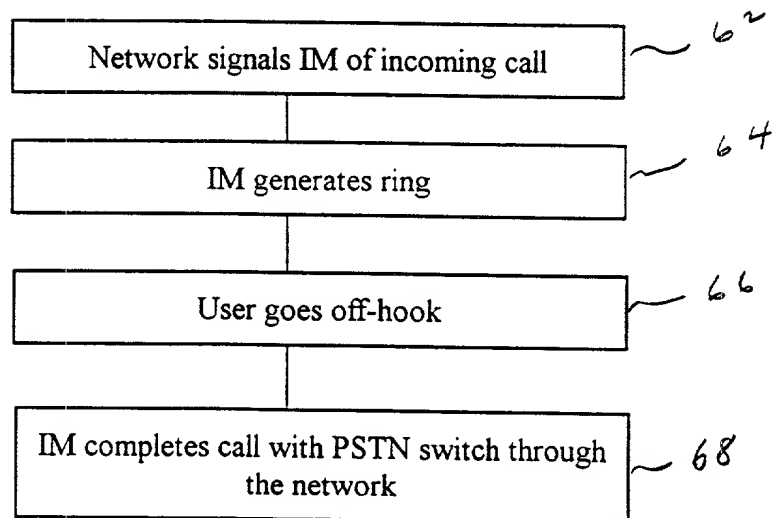 Network signals IM of incoming call
62
IM generates ring
64
User goes off-hook
66
IM completes call with PSTN switch through
the network
68